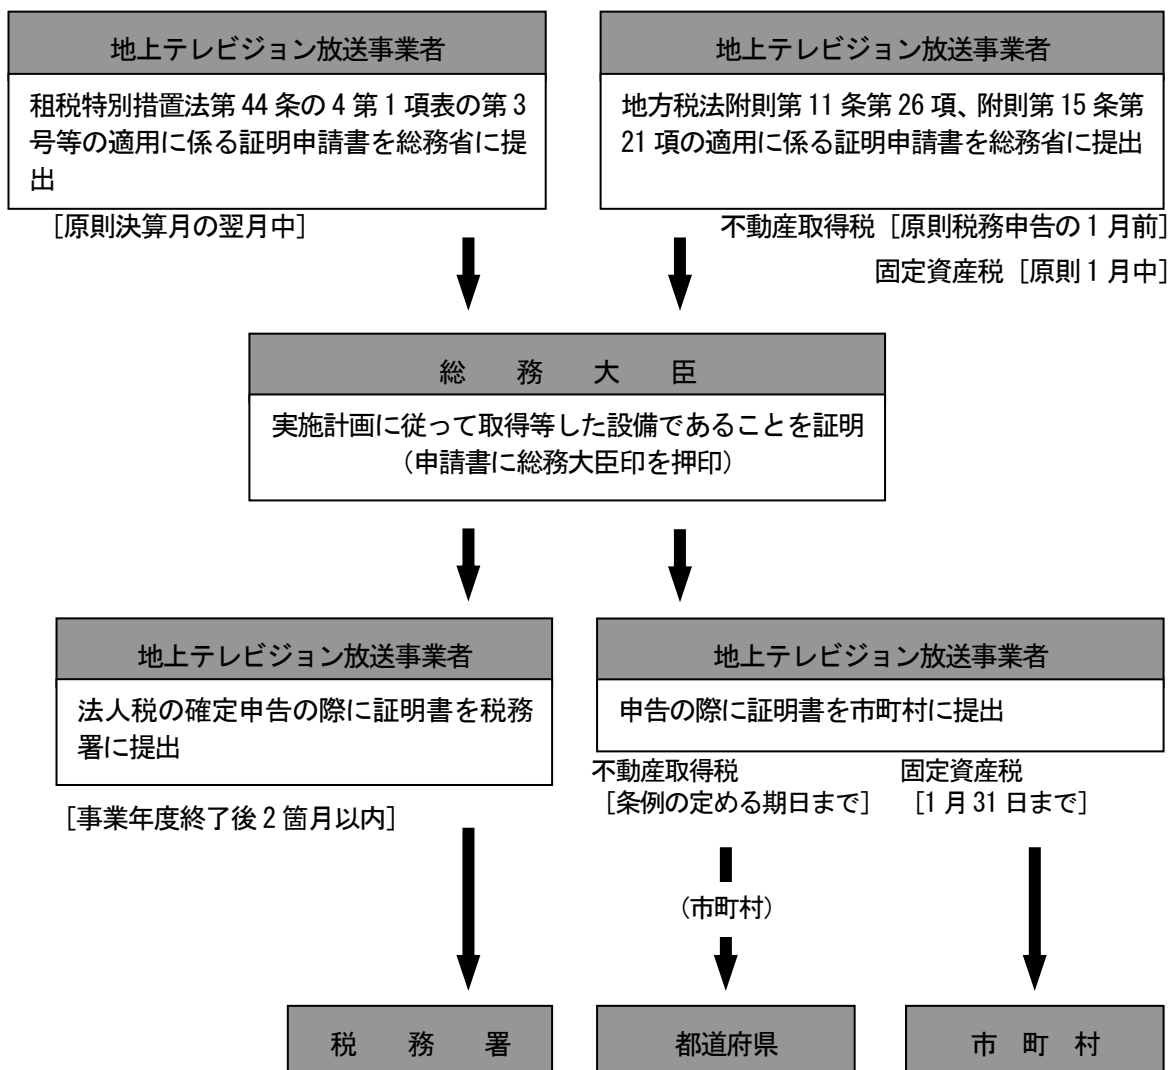 地上テレビジョン放送事業者
租税特別措置法第44条の4第1項表の第3
号等の適用に係る証明申請書を総務省に提
出
［原則決算月の翌月中］
地上テレビジョン放送事業者
地方税法附則第11条第26項、附則第15条第
21項の適用に係る証明申請書を総務省に提出
不動産取得税［原則税務申告の1月前］
固定資産税［原則1月中］
総務大臣
実施計画に従って取得等した設備であることを証明
（申請書に総務大臣印を押印）
地上テレビジョン放送事業者
法人税の確定申告の際に証明書を税務
署に提出
［事業年度終了後2箇月以内］
地上テレビジョン放送事業者
申告の際に証明書を市町村に提出
不動産取得税
［条例の定める期日まで］
固定資産税
［1月31日まで］
（市町村）
税務署
都道府県
市町村